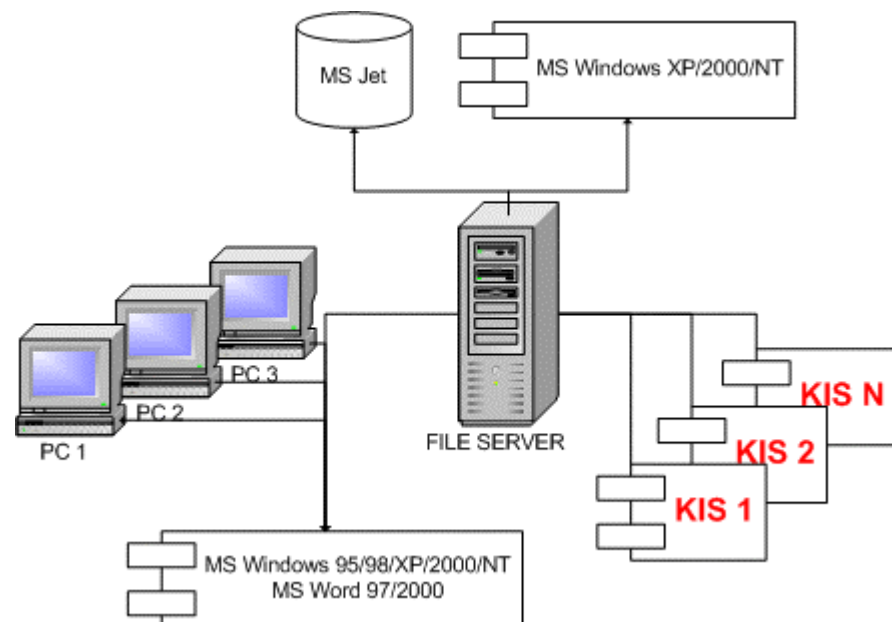 MS Jet
MS Windows XP/2000/NT
PC 3
PC 2
PC 1
FILE SERVER
KIS N
KIS 2
KIS 1
MS Windows 95/98/XP/2000/NT
MS Word 97/2000